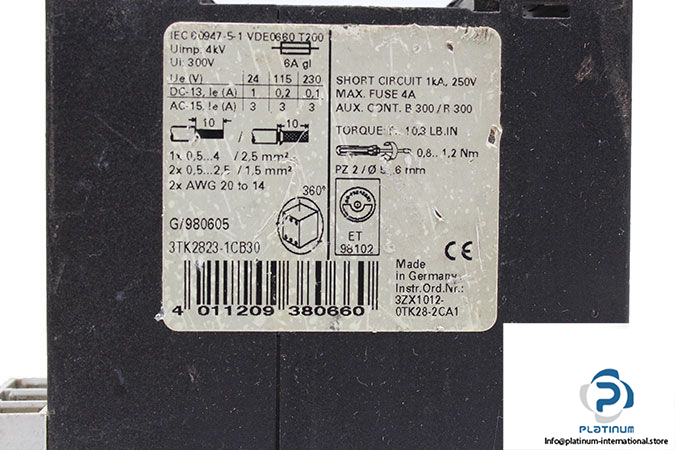 IEC 60947-5-1 VDE0660 T200
Uimp: 4kV
Ui: 300V 6A gl
Ue (V) 24 115 230
DC-13, Ie (A) 1 0,2 0,1
AC-15, Ie (A) 3 3 3
10 / 10
1x 0,5...4 / 2,5 mm²
2x 0,5...2,5 / 1,5 mm²
2x AWG 20 to 14
360°
G/980605
3TK2823-1CB30
4 011209 380660
SHORT CIRCUIT 1kA, 250V
MAX. FUSE 4A
AUX. CONT. B 300 / R 300
TORQUE: 10,3 LB.IN
0,8...1,2 Nm
PZ 2 / Ø 5...6 mm
ET
98102
CE
Made
in Germany
Instr.Ord.Nr.:
3ZX1012-
0TK28-2CA1
PLATINUM
Info@platinum-international.store